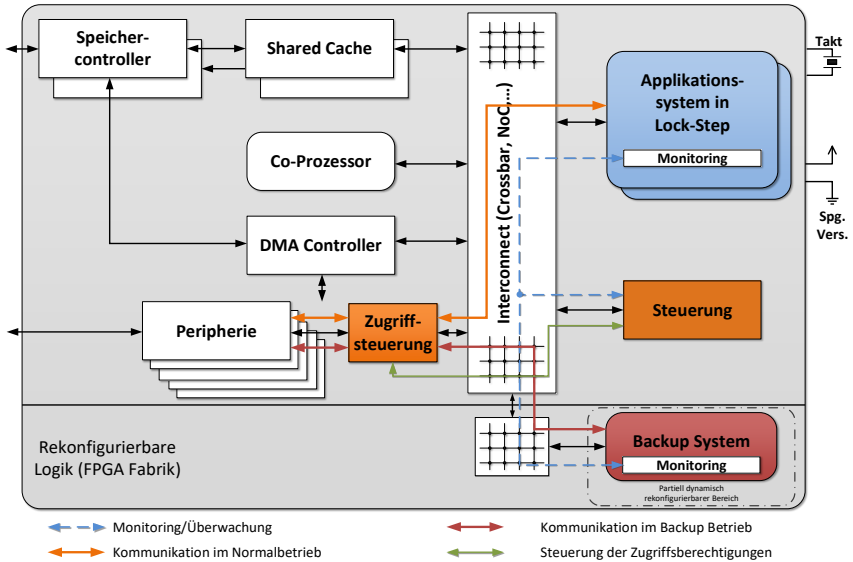 Speicher-
controller
Shared Cache
Co-Prozessor
DMA Controller
Peripherie
Zugriff-
steuerung
Interconnect (Crossbar, NoC,...)
Applikations-
system in
Lock-Step
Monitoring
Takt
Spg.
Vers.
Steuerung
Rekonfigurierbare
Logik (FPGA Fabrik)
Backup System
Monitoring
Partiell dynamisch
rekonfigurierbarer Bereich
Monitoring/Überwachung
Kommunikation im Backup Betrieb
Kommunikation im Normalbetrieb
Steuerung der Zugriffsberechtigungen